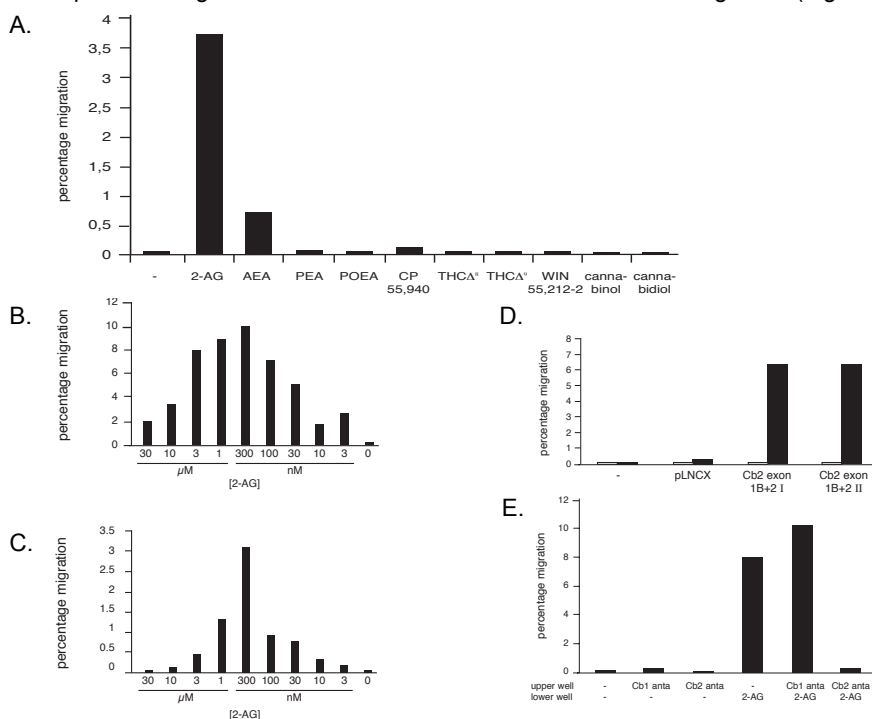 A.
percentage migration
4
3,5
3
2,5
2
1,5
1
0,5
0
- 2-AG AEA PEA POEA CP THCΔ⁸ THCΔ⁹ WIN canna- canna-
55,940 55,212-2 binol bidiol
B.
percentage migration
12
10
8
6
4
2
0
30 10 3 1 300 100 30 10 3 0
µM nM
[2-AG]
C.
percentage migration
3.5
3
2.5
2
1.5
1
0.5
0
30 10 3 1 300 100 30 10 3 0
µM nM
[2-AG]
D.
percentage migration
8
7
6
5
4
3
2
1
0
- pLNCX Cb2 exon Cb2 exon
1B+2 I 1B+2 II
E.
percentage migration
12
10
8
6
4
2
0
upper well - Cb1 anta Cb2 anta - Cb1 anta Cb2 anta
lower well - - - 2-AG 2-AG 2-AG